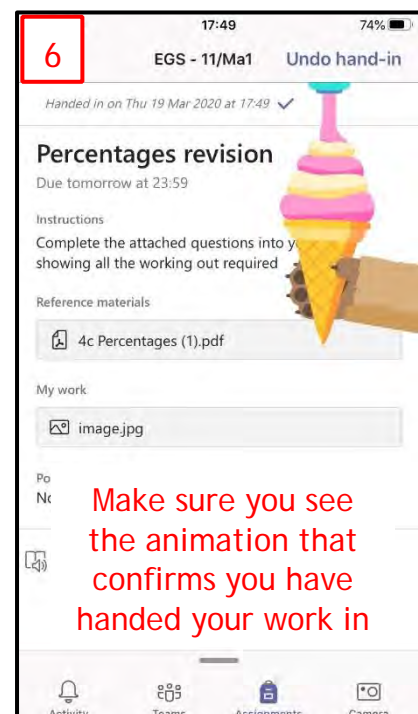 17:49 74%
6
EGS - 11/Ma1 Undo hand-in
Handed in on Thu 19 Mar 2020 at 17:49
Percentages revision
Due tomorrow at 23:59
Instructions
Complete the attached questions into
showing all the working out required
Reference materials
4c Percentages (1).pdf
My work
image.jpg
Make sure you see
the animation that
confirms you have
handed your work in
Activity Teams Assignments Camera